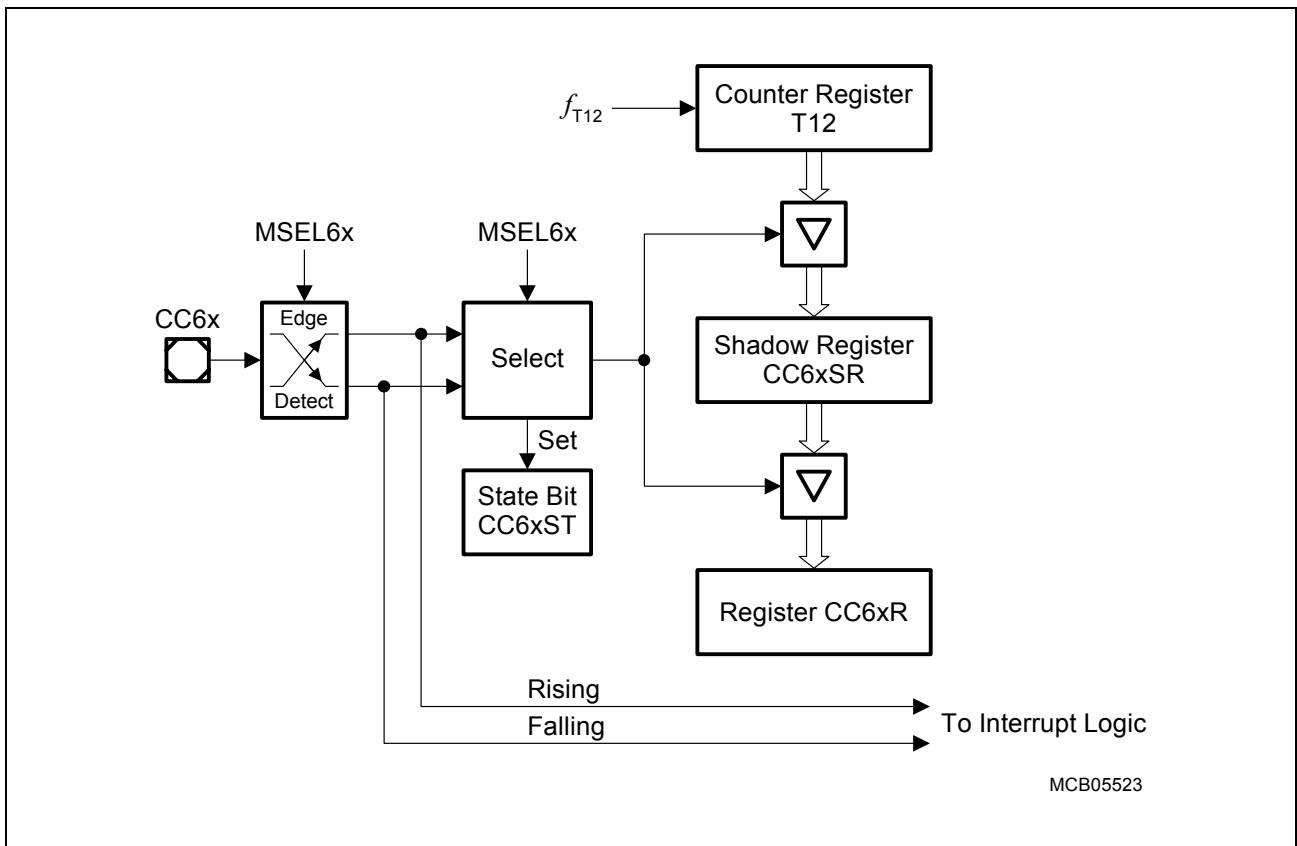 Counter Register
T12
fT12
MSEL6x
MSEL6x
CC6x
Edge
Detect
Select
Shadow Register
CC6xSR
Set
State Bit
CC6xST
Register CC6xR
Rising
Falling
To Interrupt Logic
MCB05523